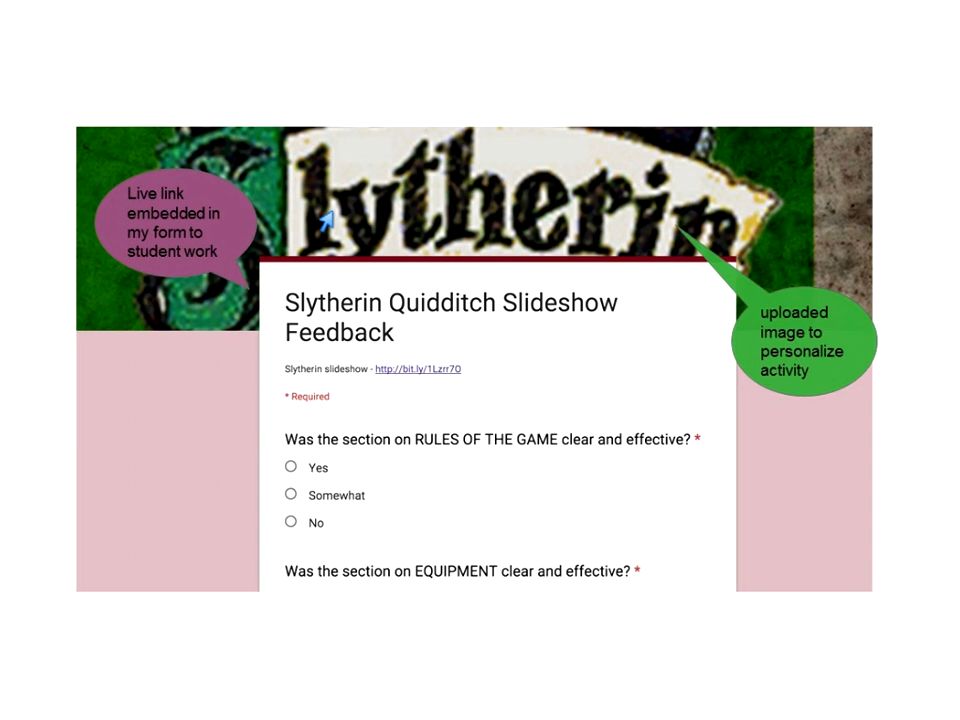 Slytherin
Live link
embedded in
my form to
student work
Slytherin Quidditch Slideshow
Feedback
uploaded
image to
personalize
activity
Slytherin slideshow - http://bit.ly/1Lzrr70
* Required
Was the section on RULES OF THE GAME clear and effective? *
Yes
Somewhat
No
Was the section on EQUIPMENT clear and effective? *